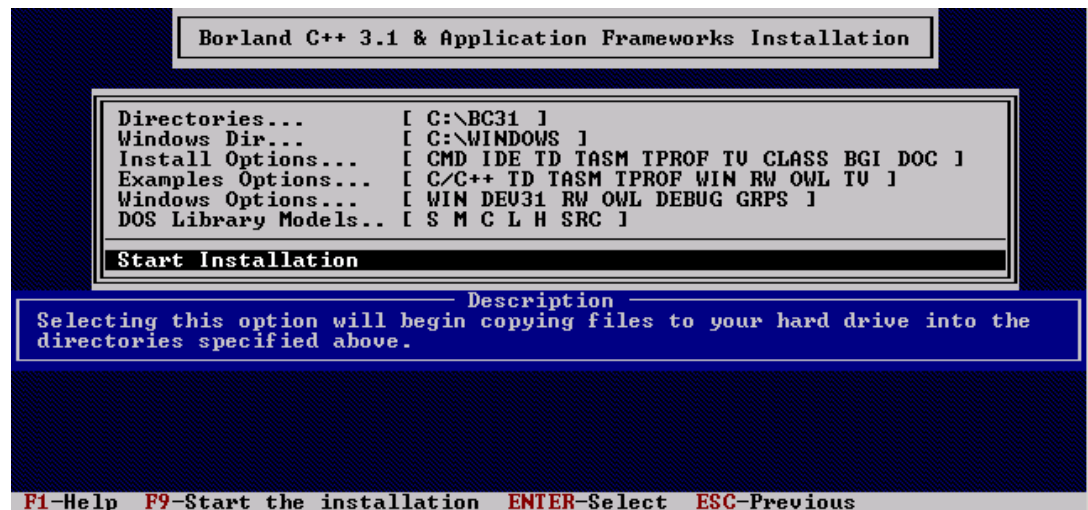 Borland C++ 3.1 & Application Frameworks Installation
Directories... [ C:\BC31 ]
Windows Dir... [ C:\WINDOWS ]
Install Options... [ CMD IDE TD TASM TPROF TV CLASS BGI DOC ]
Examples Options... [ C/C++ TD TASM TPROF WIN RW OWL TV ]
Windows Options... [ WIN DEV31 RW OWL DEBUG GRPS ]
DOS Library Models.. [ S M C L H SRC ]
Start Installation
Description
Selecting this option will begin copying files to your hard drive into the
directories specified above.
F1-Help F9-Start the installation ENTER-Select ESC-Previous